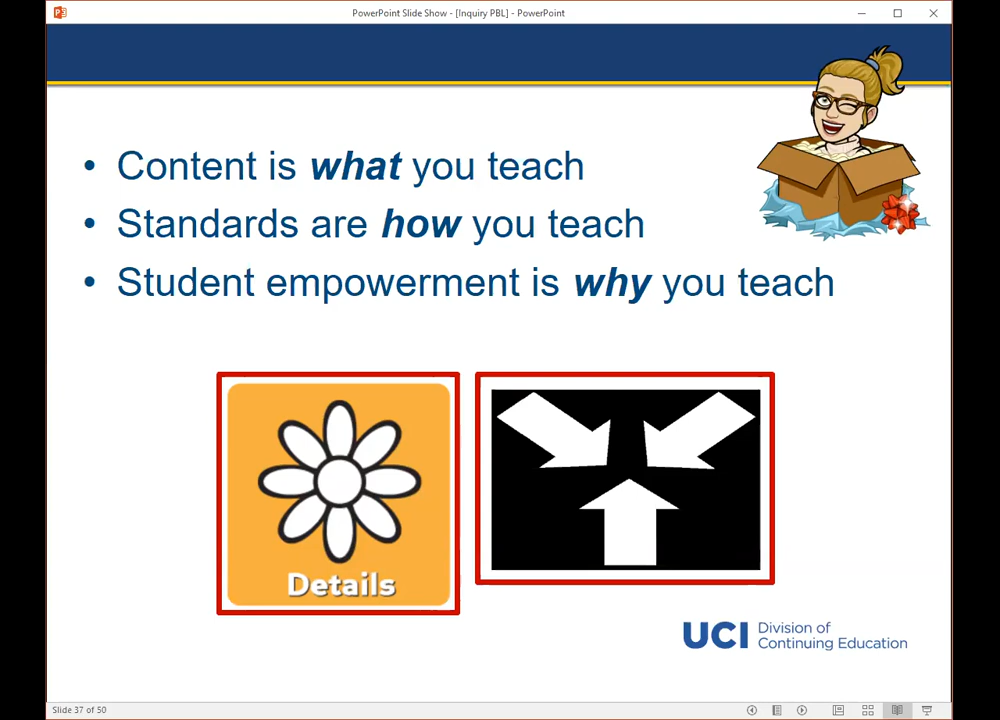 PowerPoint Slide Show - [Inquiry PBL] - PowerPoint
• Content is what you teach
• Standards are how you teach
• Student empowerment is why you teach
Details
UCI Division of
Continuing Education
Slide 37 of 50